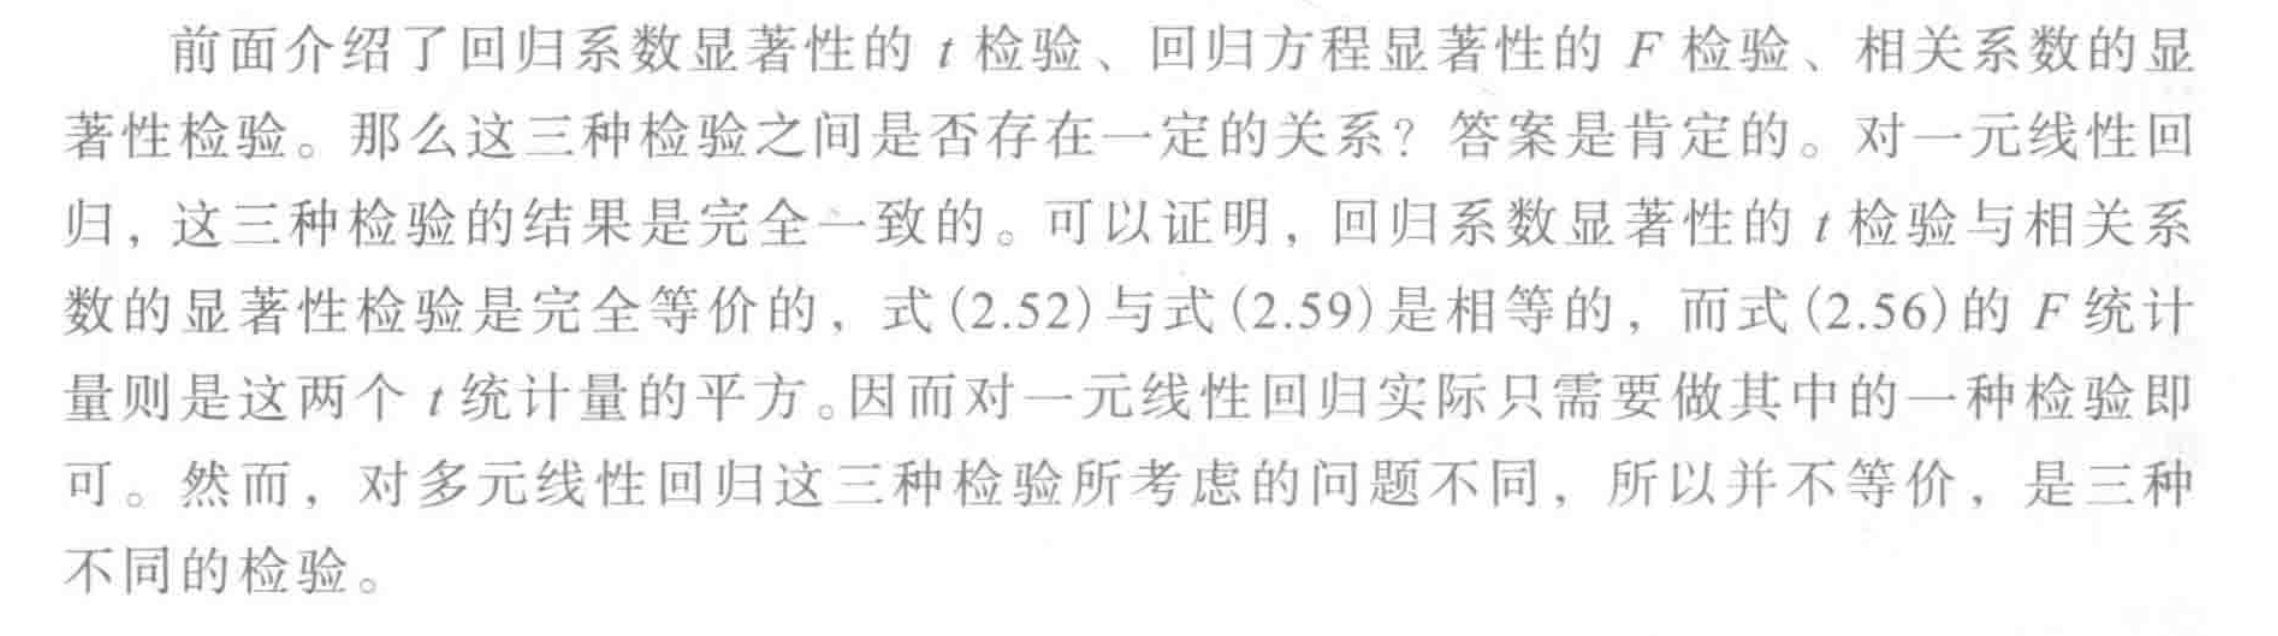 前面介绍了回归系数显著性的 t 检验、回归方程显著性的 F 检验、相关系数的显
著性检验。那么这三种检验之间是否存在一定的关系？答案是肯定的。对一元线性回
归，这三种检验的结果是完全一致的。可以证明，回归系数显著性的 t 检验与相关系
数的显著性检验是完全等价的，式(2.52)与式(2.59)是相等的，而式(2.56)的 F 统计
量则是这两个 t 统计量的平方。因而对一元线性回归实际只需要做其中的一种检验即
可。然而，对多元线性回归这三种检验所考虑的问题不同，所以并不等价，是三种
不同的检验。